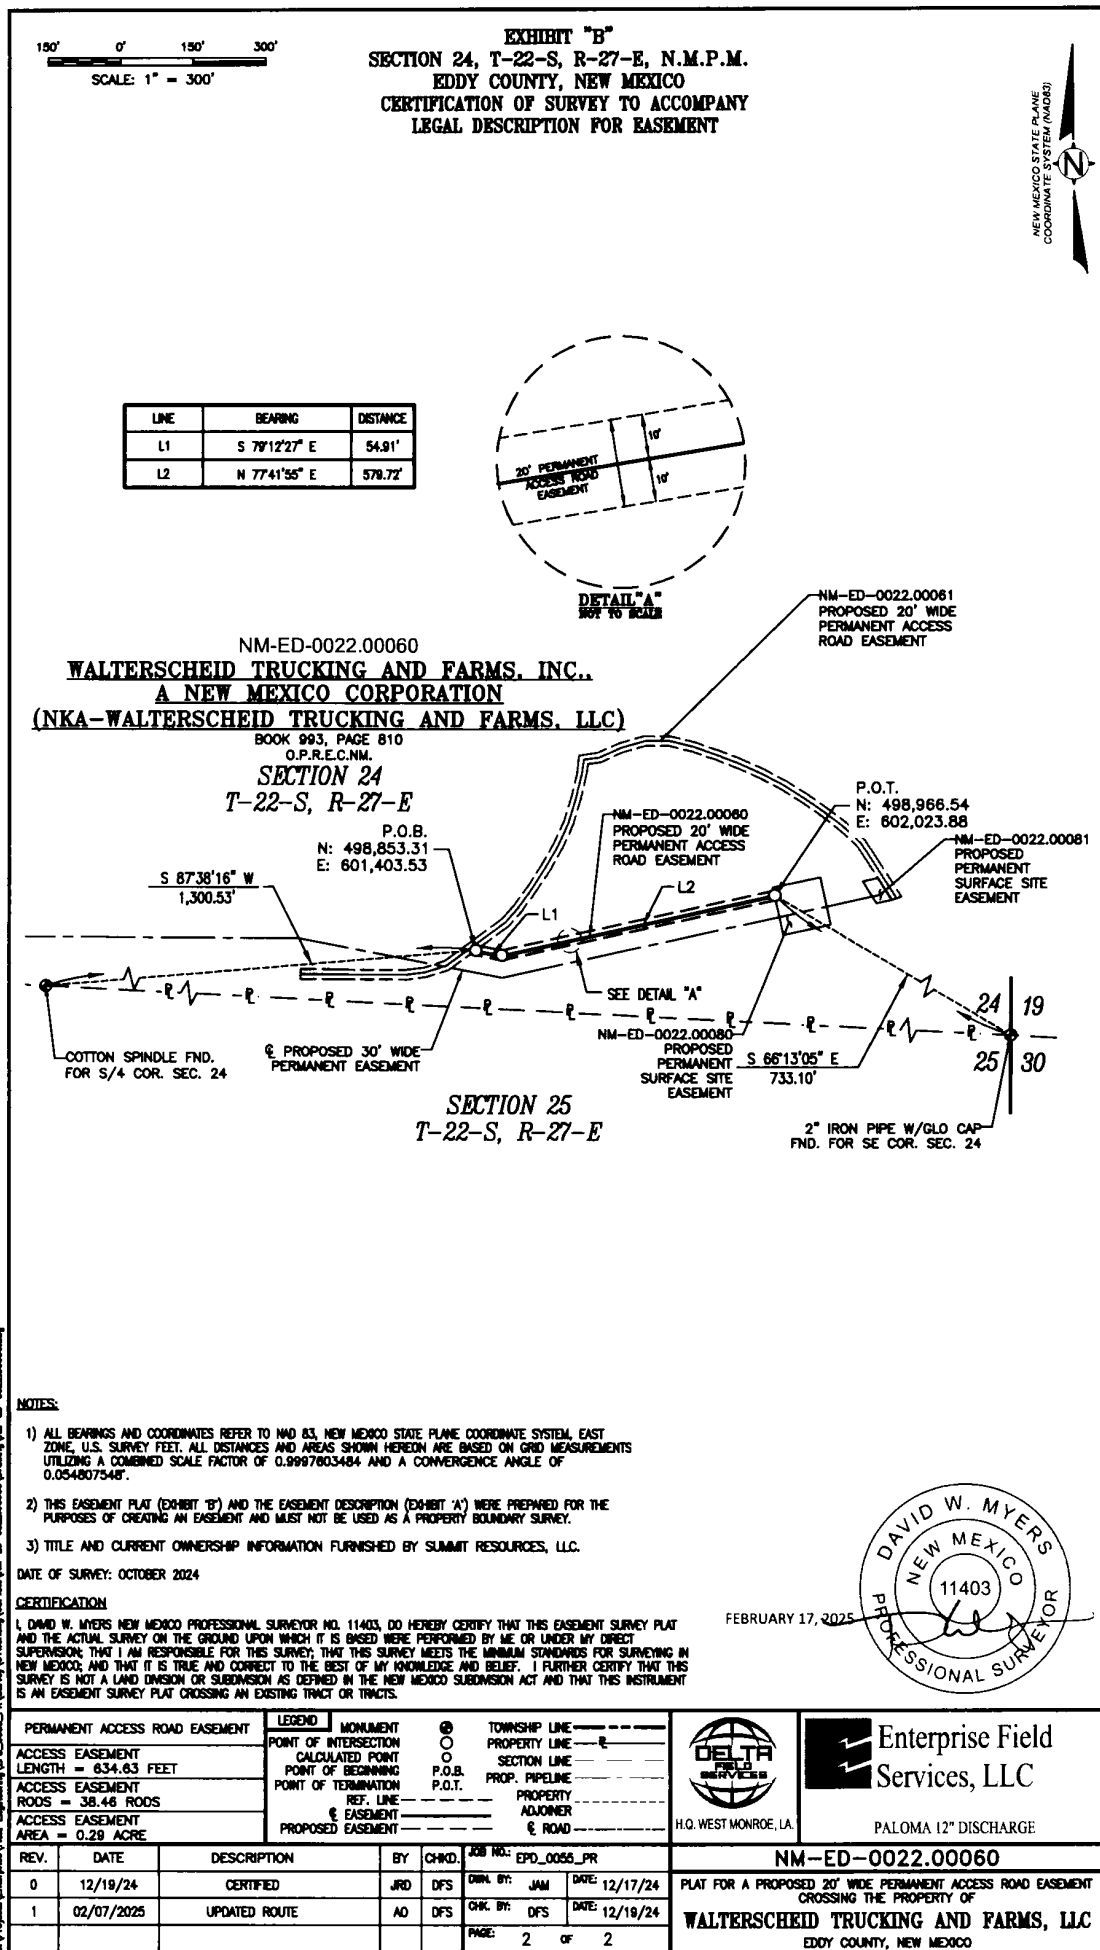 EXHIBIT "B"
SECTION 24, T-22-S, R-27-E, N.M.P.M.
EDDY COUNTY, NEW MEXICO
CERTIFICATION OF SURVEY TO ACCOMPANY
LEGAL DESCRIPTION FOR EASEMENT
150' 0' 150' 300'
SCALE: 1" = 300'
NEW MEXICO STATE PLANE
COORDINATE SYSTEM (NAD83)
N
LINE BEARING DISTANCE
L1 S 79°12'27" E 54.91'
L2 N 77°41'55" E 579.72'
10'
20' PERMANENT
ACCESS ROAD
EASEMENT
10'
DETAIL "A"
NOT TO SCALE
NM-ED-0022.00061
PROPOSED 20' WIDE
PERMANENT ACCESS
ROAD EASEMENT
NM-ED-0022.00060
WALTERSCHEID TRUCKING AND FARMS, INC.,
A NEW MEXICO CORPORATION
(NKA-WALTERSCHEID TRUCKING AND FARMS, LLC)
BOOK 993, PAGE 810
O.P.R.E.C.NM.
SECTION 24
T-22-S, R-27-E
P.O.B.
N: 498,853.31
E: 601,403.53
NM-ED-0022.00060
PROPOSED 20' WIDE
PERMANENT ACCESS
ROAD EASEMENT
P.O.T.
N: 498,966.54
E: 602,023.88
NM-ED-0022.00081
PROPOSED
PERMANENT
SURFACE SITE
EASEMENT
S 87°38'16" W
1,300.53'
L1
L2
SEE DETAIL "A"
NM-ED-0022.00080
PROPOSED
PERMANENT
SURFACE SITE
EASEMENT
S 66°13'05" E
733.10'
24 19
25 30
COTTON SPINDLE FND.
FOR S/4 COR. SEC. 24
℄ PROPOSED 30' WIDE
PERMANENT EASEMENT
SECTION 25
T-22-S, R-27-E
2" IRON PIPE W/GLO CAP
FND. FOR SE COR. SEC. 24
NOTES:
1) ALL BEARINGS AND COORDINATES REFER TO NAD 83, NEW MEXICO STATE PLANE COORDINATE SYSTEM, EAST
ZONE, U.S. SURVEY FEET. ALL DISTANCES AND AREAS SHOWN HEREON ARE BASED ON GRID MEASUREMENTS
UTILIZING A COMBINED SCALE FACTOR OF 0.9997603484 AND A CONVERGENCE ANGLE OF
0.054807548°.
2) THIS EASEMENT PLAT (EXHIBIT 'B') AND THE EASEMENT DESCRIPTION (EXHIBIT 'A') WERE PREPARED FOR THE
PURPOSES OF CREATING AN EASEMENT AND MUST NOT BE USED AS A PROPERTY BOUNDARY SURVEY.
3) TITLE AND CURRENT OWNERSHIP INFORMATION FURNISHED BY SUMMIT RESOURCES, LLC.
DATE OF SURVEY: OCTOBER 2024
CERTIFICATION
I, DAVID W. MYERS NEW MEXICO PROFESSIONAL SURVEYOR NO. 11403, DO HEREBY CERTIFY THAT THIS EASEMENT SURVEY PLAT
AND THE ACTUAL SURVEY ON THE GROUND UPON WHICH IT IS BASED WERE PERFORMED BY ME OR UNDER MY DIRECT
SUPERVISION; THAT I AM RESPONSIBLE FOR THIS SURVEY; THAT THIS SURVEY MEETS THE MINIMUM STANDARDS FOR SURVEYING IN
NEW MEXICO; AND THAT IT IS TRUE AND CORRECT TO THE BEST OF MY KNOWLEDGE AND BELIEF. I FURTHER CERTIFY THAT THIS
SURVEY IS NOT A LAND DIVISION OR SUBDIVISION AS DEFINED IN THE NEW MEXICO SUBDIVISION ACT AND THAT THIS INSTRUMENT
IS AN EASEMENT SURVEY PLAT CROSSING AN EXISTING TRACT OR TRACTS.
FEBRUARY 17, 2025
DAVID W. MYERS
NEW MEXICO
11403
PROFESSIONAL SURVEYOR
PERMANENT ACCESS ROAD EASEMENT
ACCESS EASEMENT
LENGTH = 634.63 FEET
ACCESS EASEMENT
RODS = 38.46 RODS
ACCESS EASEMENT
AREA = 0.29 ACRE
LEGEND
MONUMENT
POINT OF INTERSECTION
CALCULATED POINT
POINT OF BEGINNING P.O.B.
POINT OF TERMINATION P.O.T.
REF. LINE
℄ EASEMENT
PROPOSED EASEMENT
TOWNSHIP LINE
PROPERTY LINE
SECTION LINE
PROP. PIPELINE
PROPERTY
ADJOINER
℄ ROAD
DELTA
FIELD
SERVICES
H.Q. WEST MONROE, LA.
Enterprise Field
Services, LLC
PALOMA 12" DISCHARGE
REV. DATE DESCRIPTION BY CHKD.
0 12/19/24 CERTIFIED JRD DFS
1 02/07/2025 UPDATED ROUTE AO DFS
JOB NO.: EPD_0055_PR
DWN. BY: JAM DATE: 12/17/24
CHK. BY: DFS DATE: 12/19/24
PAGE: 2 OF 2
NM-ED-0022.00060
PLAT FOR A PROPOSED 20' WIDE PERMANENT ACCESS ROAD EASEMENT
CROSSING THE PROPERTY OF
WALTERSCHEID TRUCKING AND FARMS, LLC
EDDY COUNTY, NEW MEXICO